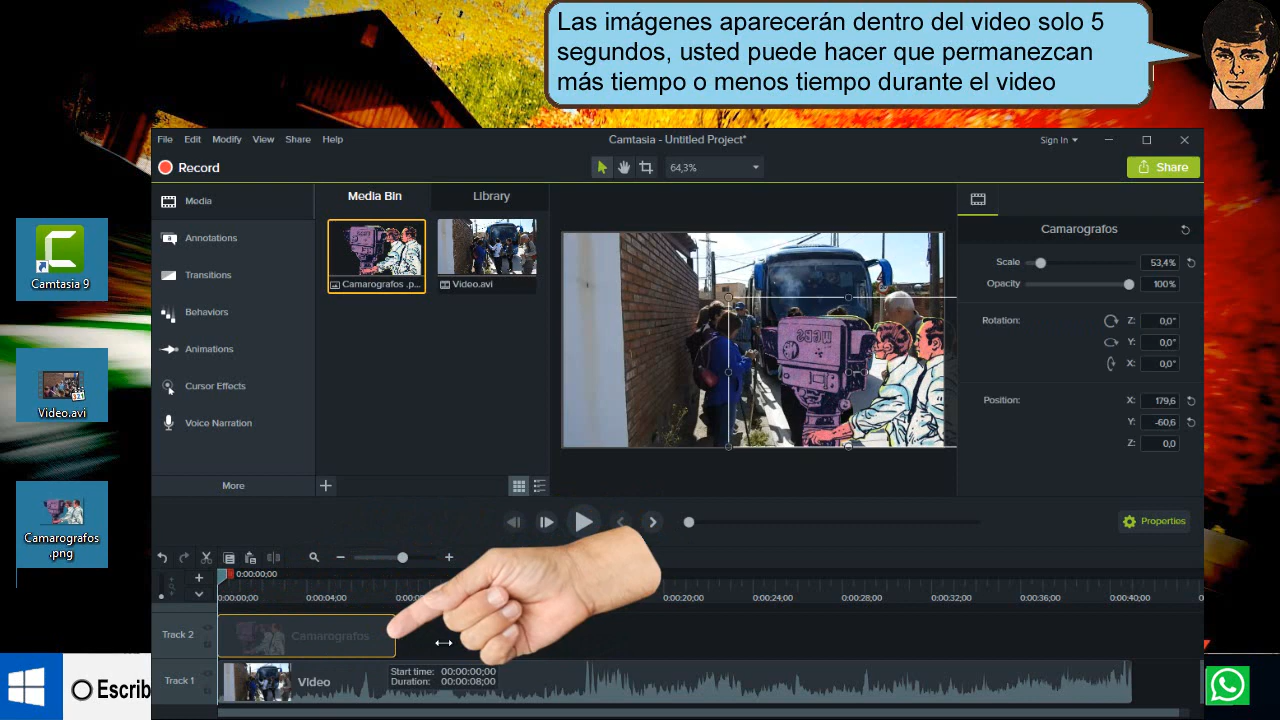 Las imágenes aparecerán dentro del video solo 5
segundos, usted puede hacer que permanezcan
más tiempo o menos tiempo durante el video
File Edit Modify View Share Help
Camtasia - Untitled Project*
Sign In
Record
64,3%
Share
Media
Annotations
Transitions
Behaviors
Animations
Cursor Effects
Voice Narration
More
Media Bin
Library
Camarografos .p...
Video.avi
Camarografos
Scale
53,4%
Opacity
100%
Rotation:
Z: 0,0°
Y: 0,0°
X: 0,0°
Position:
X: 179,6
Y: -60,6
Z: 0,0
Properties
Camtasia 9
Video.avi
Camarografos
.png
0:00:00;00
0:00:00;00 0:00:04;00 0:00:20;00 0:00:24;00 0:00:28;00 0:00:32;00 0:00:36;00 0:00:40;00
Track 2
Camarografos
Track 1
Video
Start time: 00:00:00;00
Duration: 00:00:08;00
Escrib